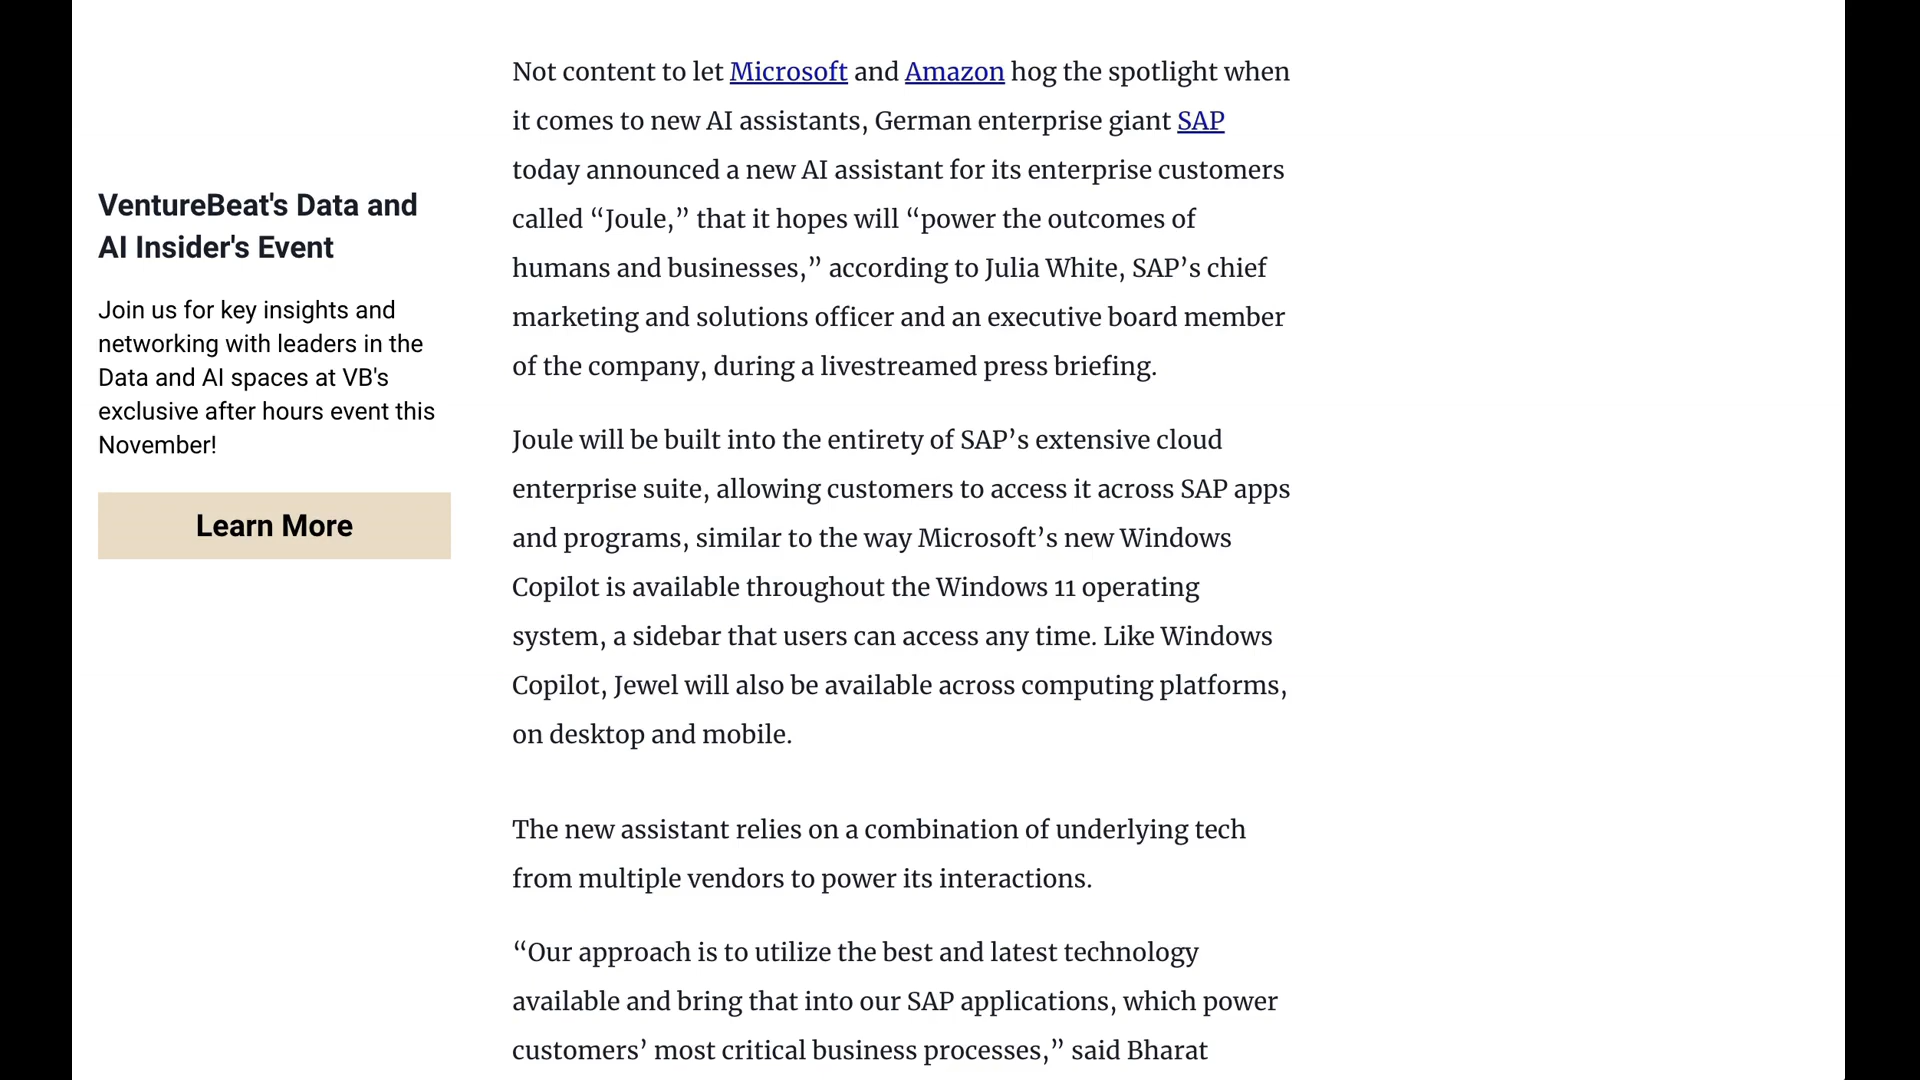 VentureBeat's Data and
AI Insider's Event
Join us for key insights and
networking with leaders in the
Data and AI spaces at VB's
exclusive after hours event this
November!
Learn More
Not content to let Microsoft and Amazon hog the spotlight when
it comes to new AI assistants, German enterprise giant SAP
today announced a new AI assistant for its enterprise customers
called “Joule,” that it hopes will “power the outcomes of
humans and businesses,” according to Julia White, SAP’s chief
marketing and solutions officer and an executive board member
of the company, during a livestreamed press briefing.
Joule will be built into the entirety of SAP’s extensive cloud
enterprise suite, allowing customers to access it across SAP apps
and programs, similar to the way Microsoft’s new Windows
Copilot is available throughout the Windows 11 operating
system, a sidebar that users can access any time. Like Windows
Copilot, Jewel will also be available across computing platforms,
on desktop and mobile.
The new assistant relies on a combination of underlying tech
from multiple vendors to power its interactions.
“Our approach is to utilize the best and latest technology
available and bring that into our SAP applications, which power
customers’ most critical business processes,” said Bharat